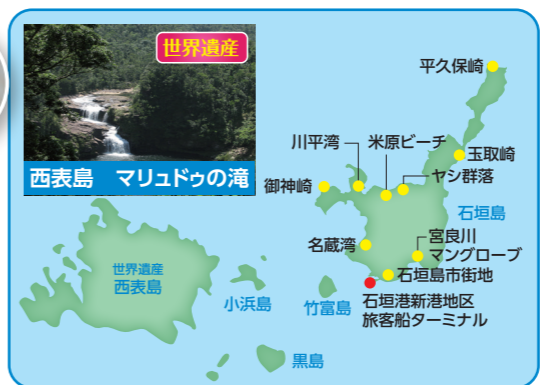 世界遺産
西表島　マリュドゥの滝
平久保崎
川平湾
米原ビーチ
玉取崎
ヤシ群落
御神崎
石垣島
名蔵湾
宮良川
マングローブ
石垣島市街地
世界遺産
西表島
小浜島
竹富島
石垣港新港地区
旅客船ターミナル
黒島